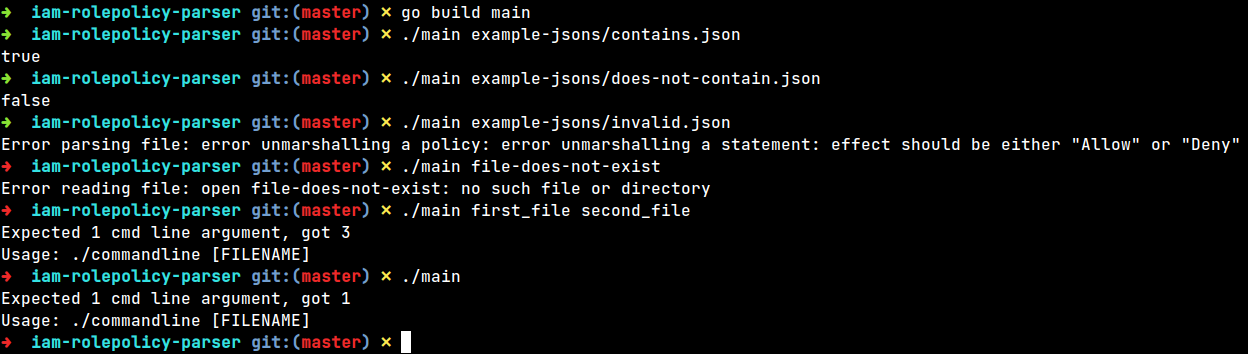 ➜  iam-rolepolicy-parser git:(master) ✗ go build main
➜  iam-rolepolicy-parser git:(master) ✗ ./main example-jsons/contains.json
true
➜  iam-rolepolicy-parser git:(master) ✗ ./main example-jsons/does-not-contain.json
false
➜  iam-rolepolicy-parser git:(master) ✗ ./main example-jsons/invalid.json
Error parsing file: error unmarshalling a policy: error unmarshalling a statement: effect should be either "Allow" or "Deny"
➜  iam-rolepolicy-parser git:(master) ✗ ./main file-does-not-exist
Error reading file: open file-does-not-exist: no such file or directory
➜  iam-rolepolicy-parser git:(master) ✗ ./main first_file second_file
Expected 1 cmd line argument, got 3
Usage: ./commandline [FILENAME]
➜  iam-rolepolicy-parser git:(master) ✗ ./main
Expected 1 cmd line argument, got 1
Usage: ./commandline [FILENAME]
➜  iam-rolepolicy-parser git:(master) ✗